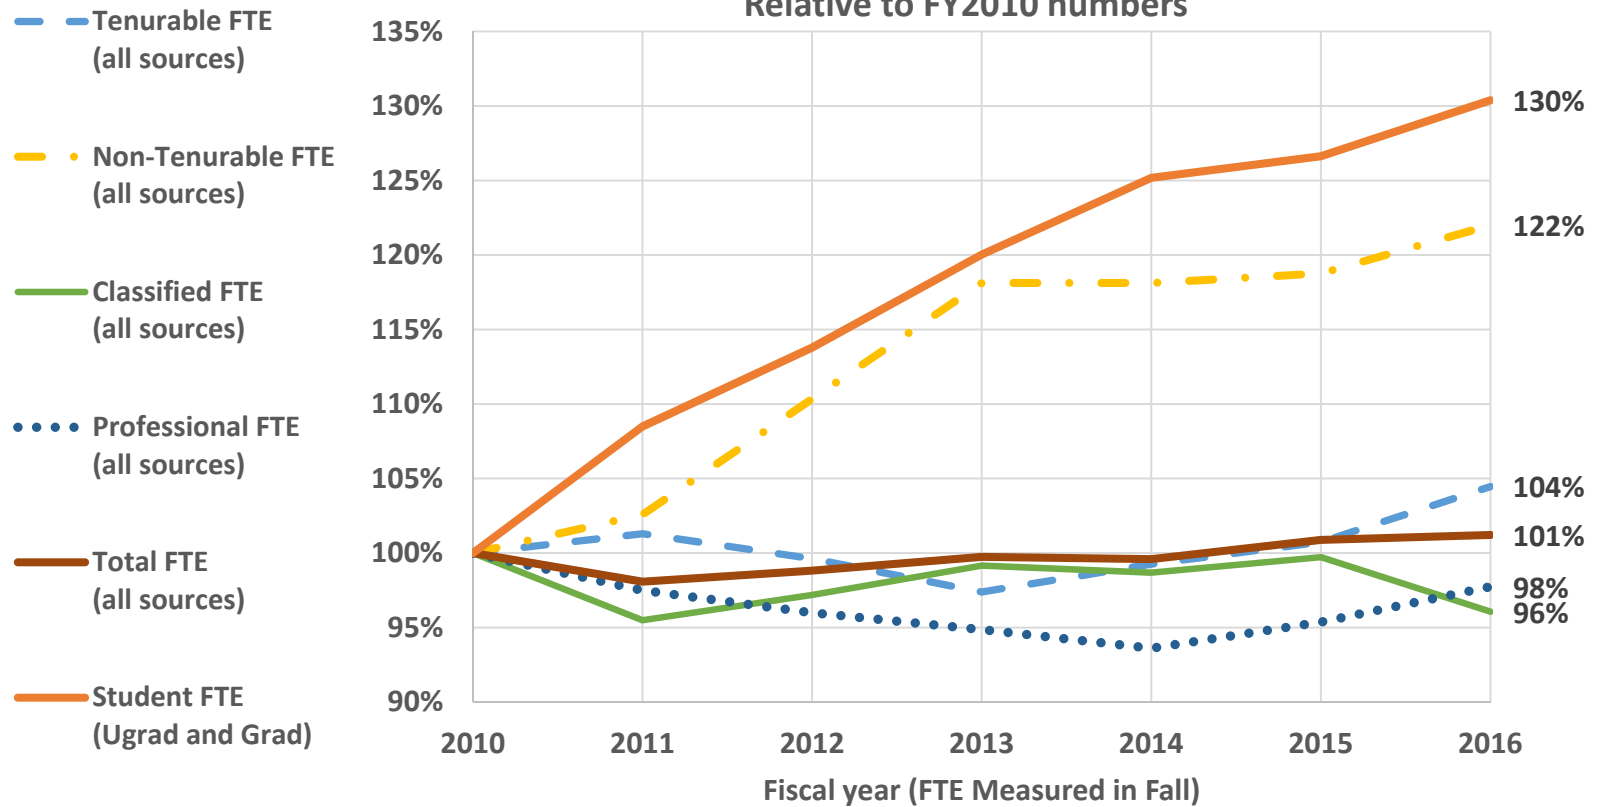 Relative to FY2010 numbers
Tenurable FTE
(all sources)
Non-Tenurable FTE
(all sources)
Classified FTE
(all sources)
Professional FTE
(all sources)
Total FTE
(all sources)
Student FTE
(Ugrad and Grad)
135%
130%
125%
120%
115%
110%
105%
100%
95%
90%
130%
122%
104%
101%
98%
96%
2010 2011 2012 2013 2014 2015 2016
Fiscal year (FTE Measured in Fall)